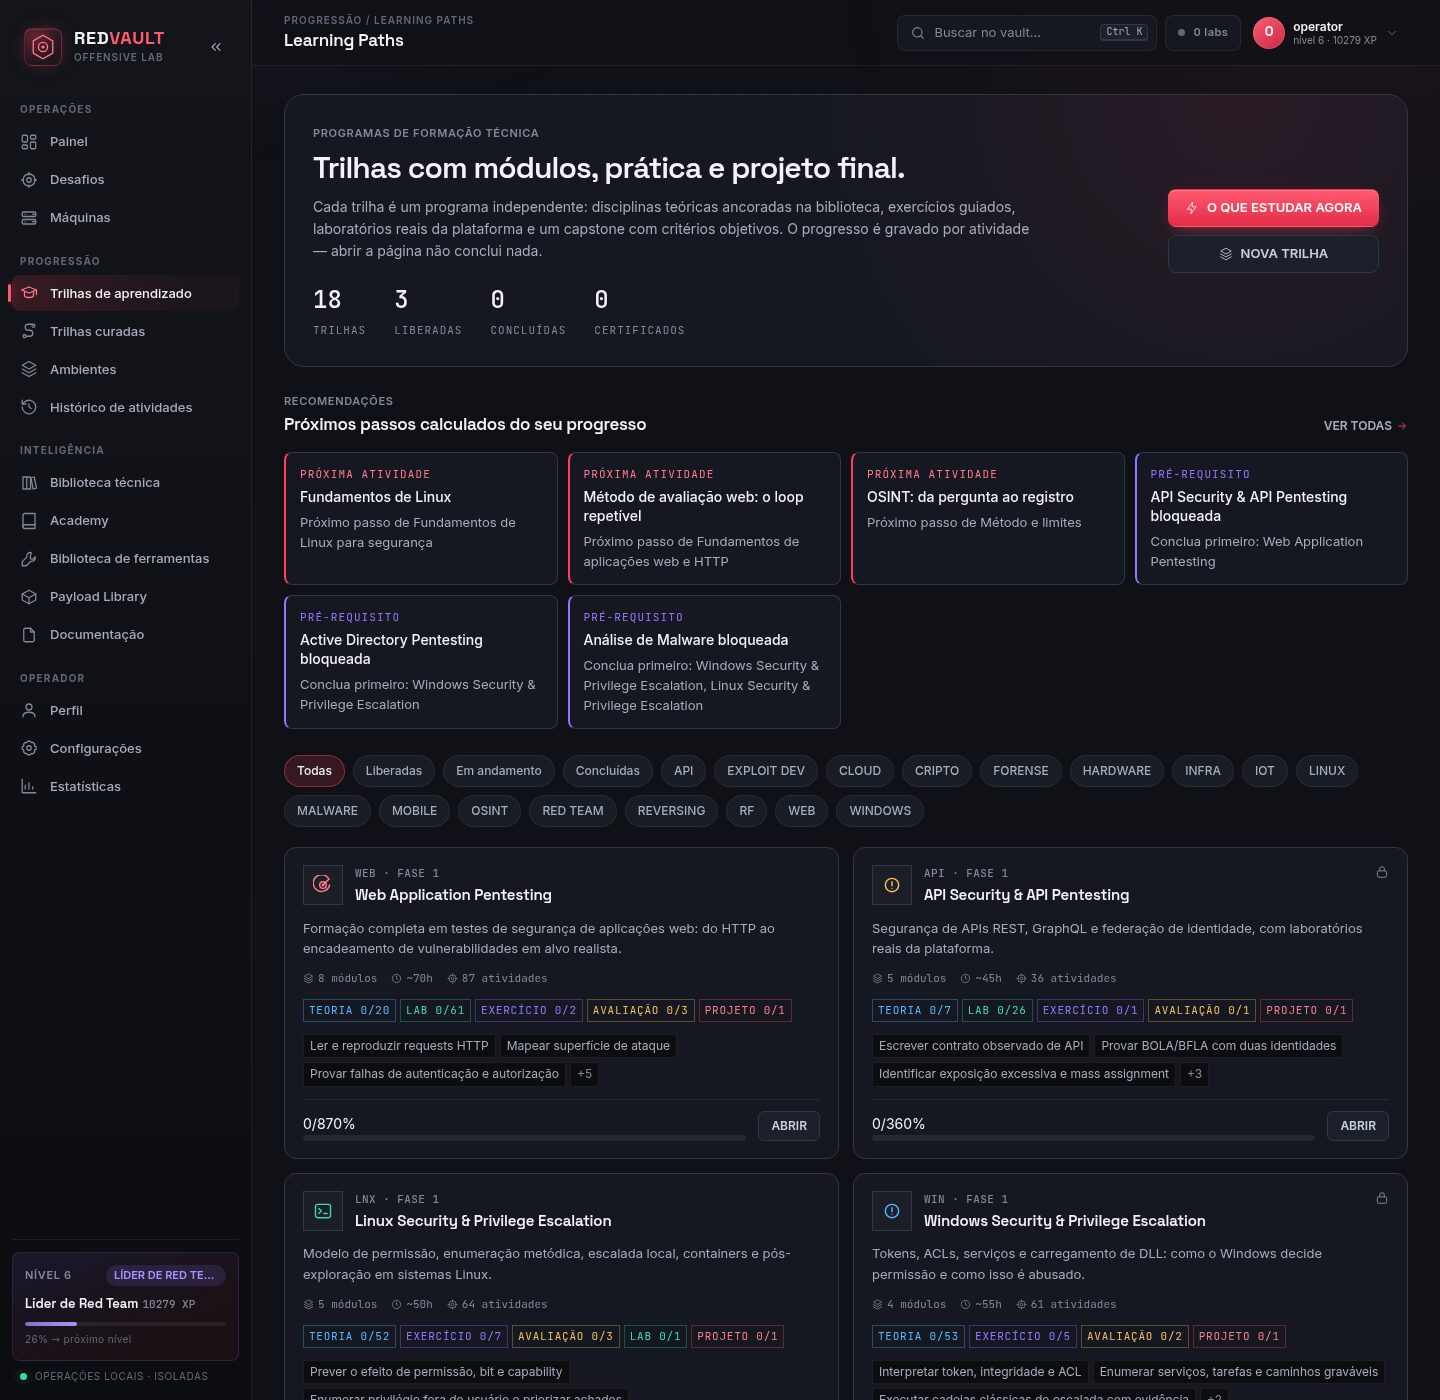 REDVAULT
OFFENSIVE LAB
OPERAÇÕES
Painel
Desafios
Máquinas
PROGRESSÃO
Trilhas de aprendizado
Trilhas curadas
Ambientes
Histórico de atividades
INTELIGÊNCIA
Biblioteca técnica
Academy
Biblioteca de ferramentas
Payload Library
Documentação
OPERADOR
Perfil
Configurações
Estatísticas
NÍVEL 6
LÍDER DE RED TE...
Líder de Red Team 10279 XP
26% → próximo nível
OPERAÇÕES LOCAIS · ISOLADAS
PROGRESSÃO / LEARNING PATHS
Learning Paths
Buscar no vault...
Ctrl K
0 labs
O
operator
nível 6 · 10279 XP
PROGRAMAS DE FORMAÇÃO TÉCNICA
Trilhas com módulos, prática e projeto final.
Cada trilha é um programa independente: disciplinas teóricas ancoradas na biblioteca, exercícios guiados,
laboratórios reais da plataforma e um capstone com critérios objetivos. O progresso é gravado por atividade
— abrir a página não conclui nada.
18 3 0 0
TRILHAS LIBERADAS CONCLUÍDAS CERTIFICADOS
O QUE ESTUDAR AGORA
NOVA TRILHA
RECOMENDAÇÕES
Próximos passos calculados do seu progresso
VER TODAS →
PRÓXIMA ATIVIDADE
Fundamentos de Linux
Próximo passo de Fundamentos de
Linux para segurança
PRÓXIMA ATIVIDADE
Método de avaliação web: o loop
repetível
Próximo passo de Fundamentos de
aplicações web e HTTP
PRÓXIMA ATIVIDADE
OSINT: da pergunta ao registro
Próximo passo de Método e limites
PRÉ-REQUISITO
API Security & API Pentesting
bloqueada
Conclua primeiro: Web Application
Pentesting
PRÉ-REQUISITO
Active Directory Pentesting
bloqueada
Conclua primeiro: Windows Security &
Privilege Escalation
PRÉ-REQUISITO
Análise de Malware bloqueada
Conclua primeiro: Windows Security &
Privilege Escalation, Linux Security &
Privilege Escalation
Todas Liberadas Em andamento Concluídas API EXPLOIT DEV CLOUD CRIPTO FORENSE HARDWARE INFRA IOT LINUX
MALWARE MOBILE OSINT RED TEAM REVERSING RF WEB WINDOWS
WEB · FASE 1
Web Application Pentesting
Formação completa em testes de segurança de aplicações web: do HTTP ao
encadeamento de vulnerabilidades em alvo realista.
8 módulos ~70h 87 atividades
TEORIA 0/20 LAB 0/61 EXERCÍCIO 0/2 AVALIAÇÃO 0/3 PROJETO 0/1
Ler e reproduzir requests HTTP Mapear superfície de ataque
Provar falhas de autenticação e autorização +5
0/870%
ABRIR
API · FASE 1
API Security & API Pentesting
Segurança de APIs REST, GraphQL e federação de identidade, com laboratórios
reais da plataforma.
5 módulos ~45h 36 atividades
TEORIA 0/7 LAB 0/26 EXERCÍCIO 0/1 AVALIAÇÃO 0/1 PROJETO 0/1
Escrever contrato observado de API Provar BOLA/BFLA com duas identidades
Identificar exposição excessiva e mass assignment +3
0/360%
ABRIR
LNX · FASE 1
Linux Security & Privilege Escalation
Modelo de permissão, enumeração metódica, escalada local, containers e pós-
exploração em sistemas Linux.
5 módulos ~50h 64 atividades
TEORIA 0/52 EXERCÍCIO 0/7 AVALIAÇÃO 0/3 LAB 0/1 PROJETO 0/1
Prever o efeito de permissão, bit e capability
Enumerar privilégio fora do usuário e priorizar achados
WIN · FASE 1
Windows Security & Privilege Escalation
Tokens, ACLs, serviços e carregamento de DLL: como o Windows decide
permissão e como isso é abusado.
4 módulos ~55h 61 atividades
TEORIA 0/53 EXERCÍCIO 0/5 AVALIAÇÃO 0/2 PROJETO 0/1
Interpretar token, integridade e ACL Enumerar serviços, tarefas e caminhos graváveis
Executar cadeias clássicas de escalada com evidência +2